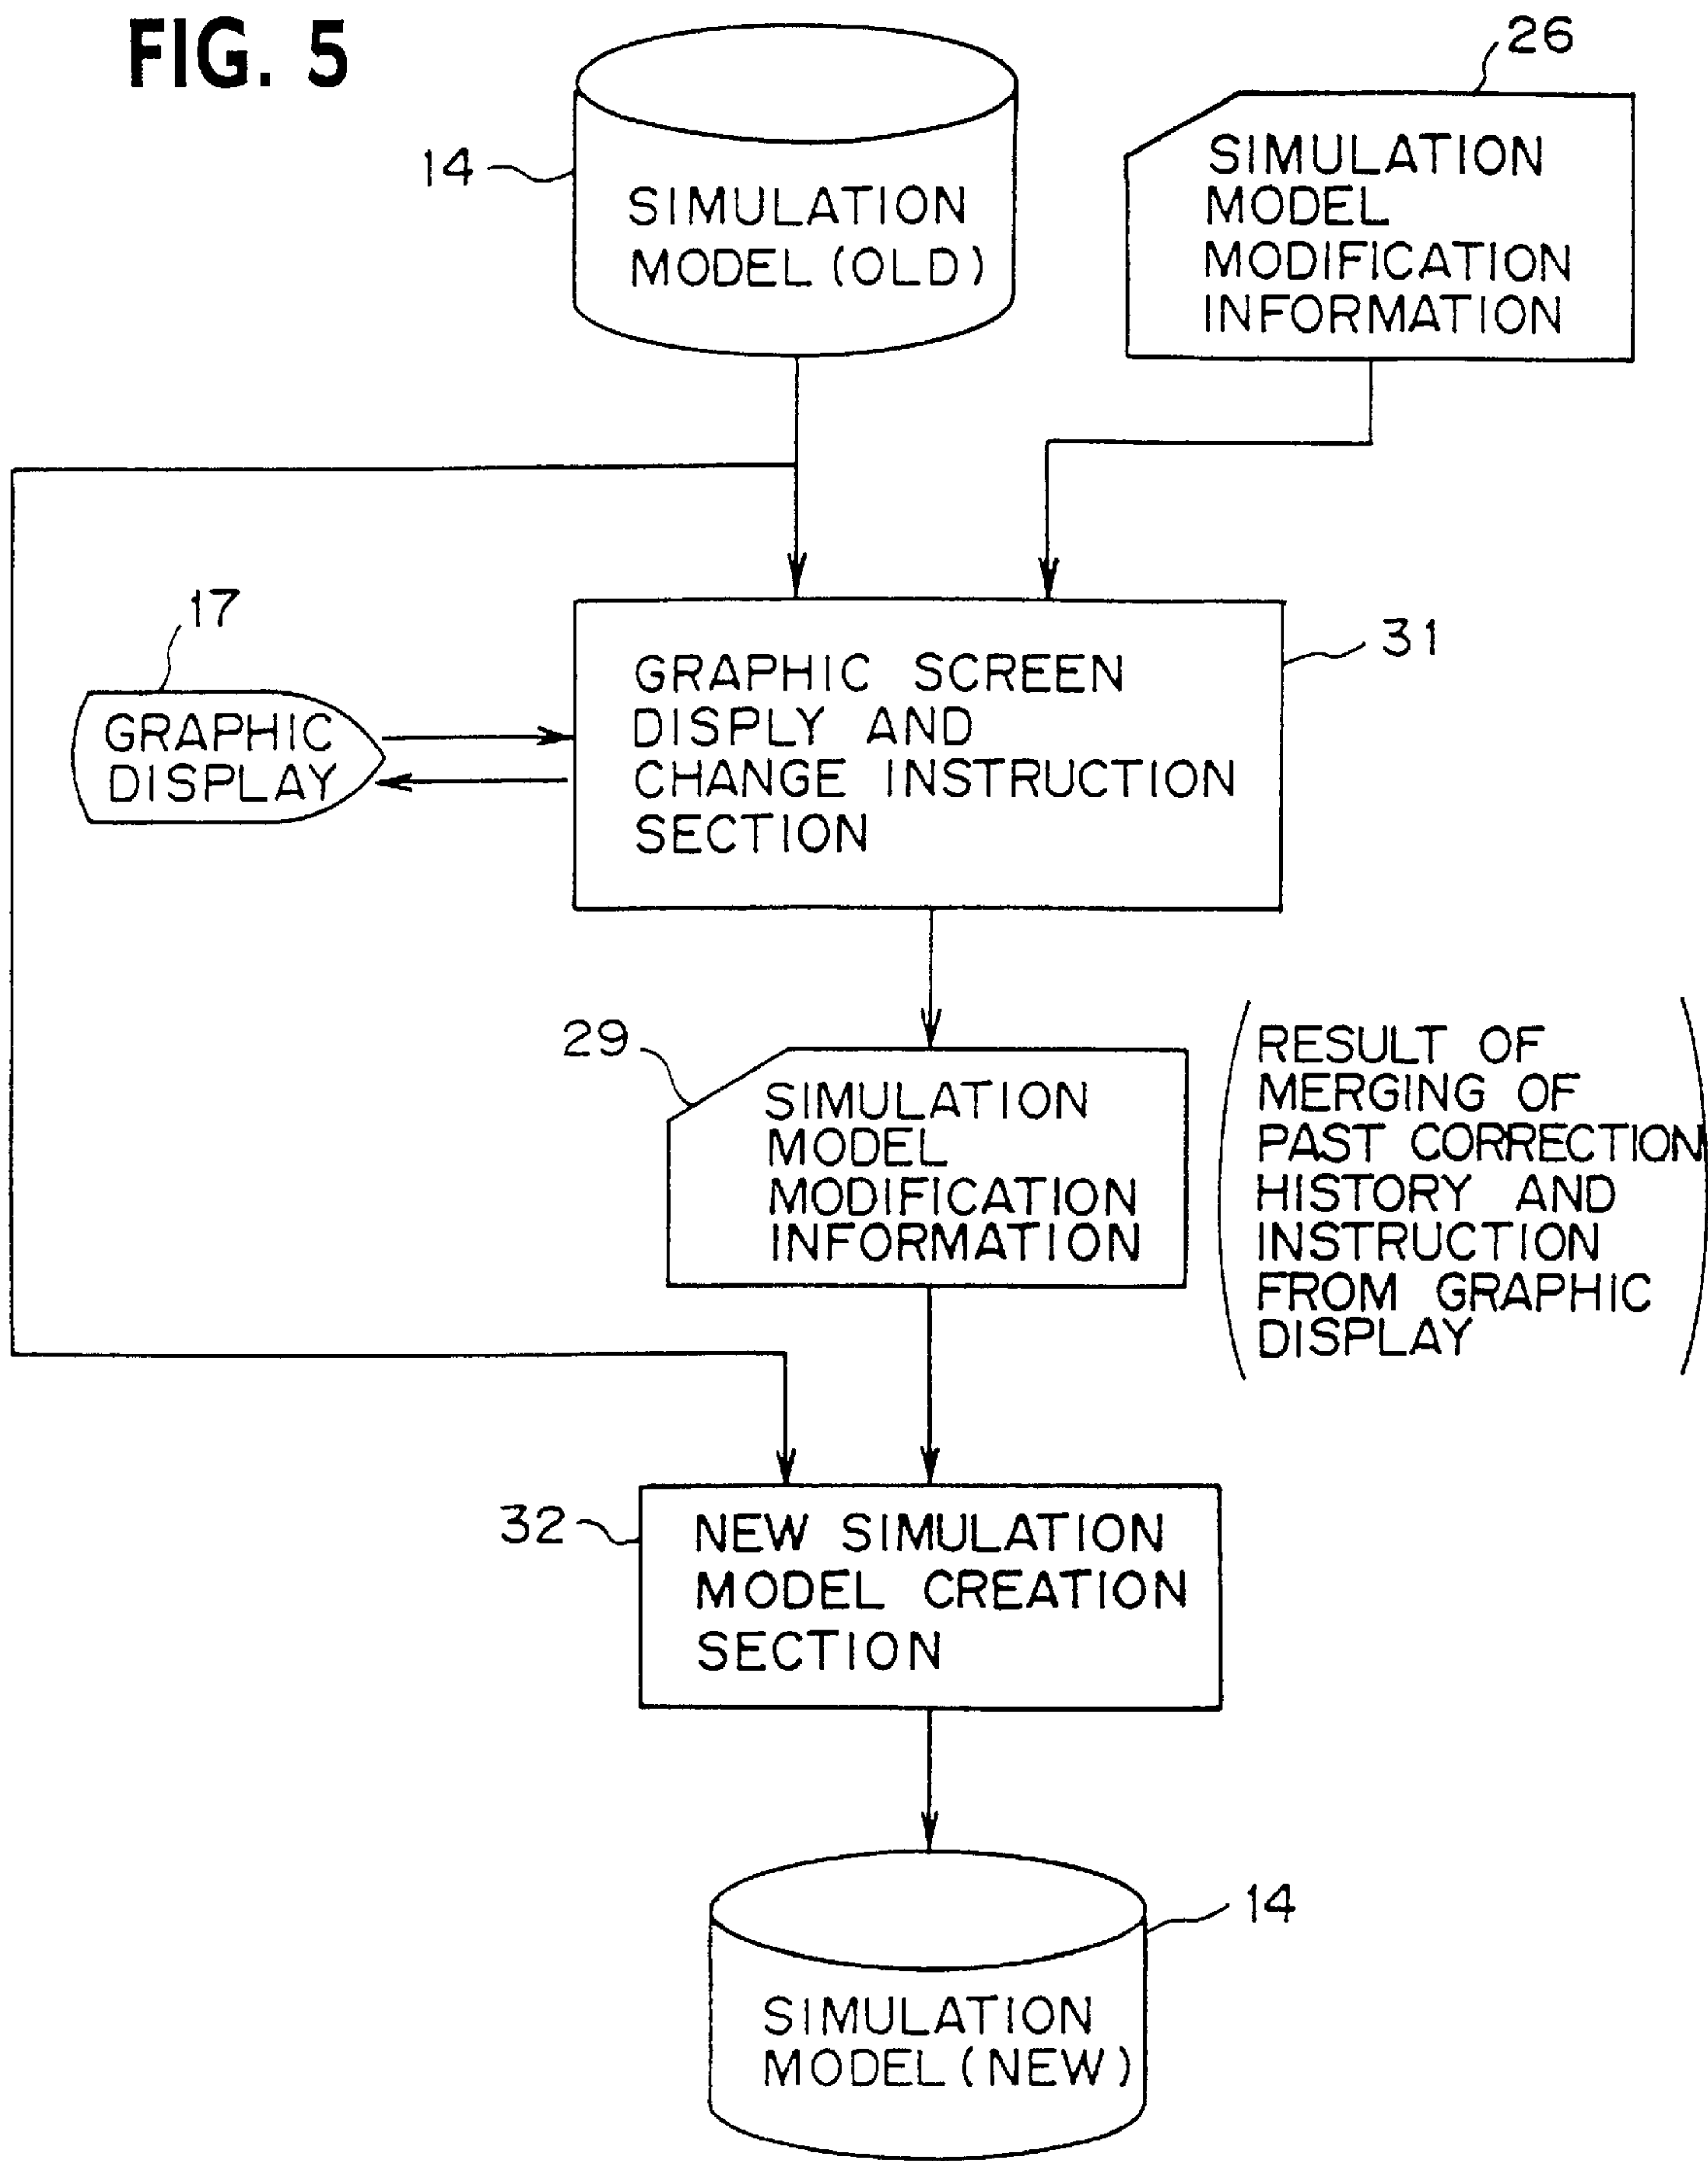 FIG. 5
26
14
SIMULATION
MODEL (OLD)
SIMULATION
MODEL
MODIFICATION
INFORMATION
17
GRAPHIC
DISPLAY
31
GRAPHIC SCREEN
DISPLY AND
CHANGE INSTRUCTION
SECTION
29
SIMULATION
MODEL
MODIFICATION
INFORMATION
RESULT OF
MERGING OF
PAST CORRECTION
HISTORY AND
INSTRUCTION
FROM GRAPHIC
DISPLAY
32
NEW SIMULATION
MODEL CREATION
SECTION
14
SIMULATION
MODEL (NEW)